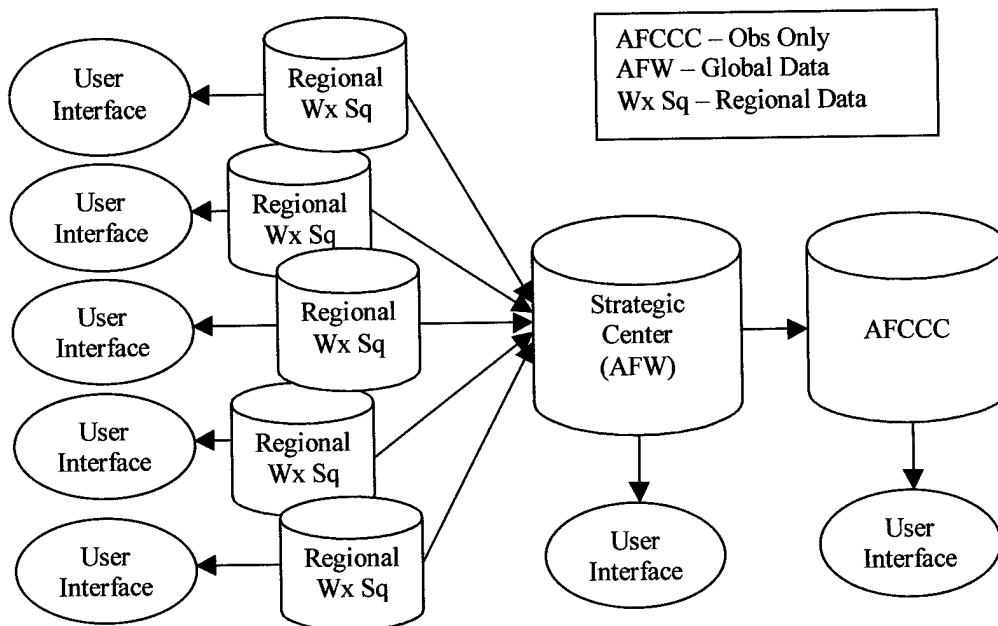 AFCCC – Obs Only
AFW – Global Data
Wx Sq – Regional Data
User
Interface
Regional
Wx Sq
User
Interface
Regional
Wx Sq
User
Interface
Regional
Wx Sq
User
Interface
Regional
Wx Sq
User
Interface
Regional
Wx Sq
Strategic
Center
(AFW)
AFCCC
User
Interface
User
Interface